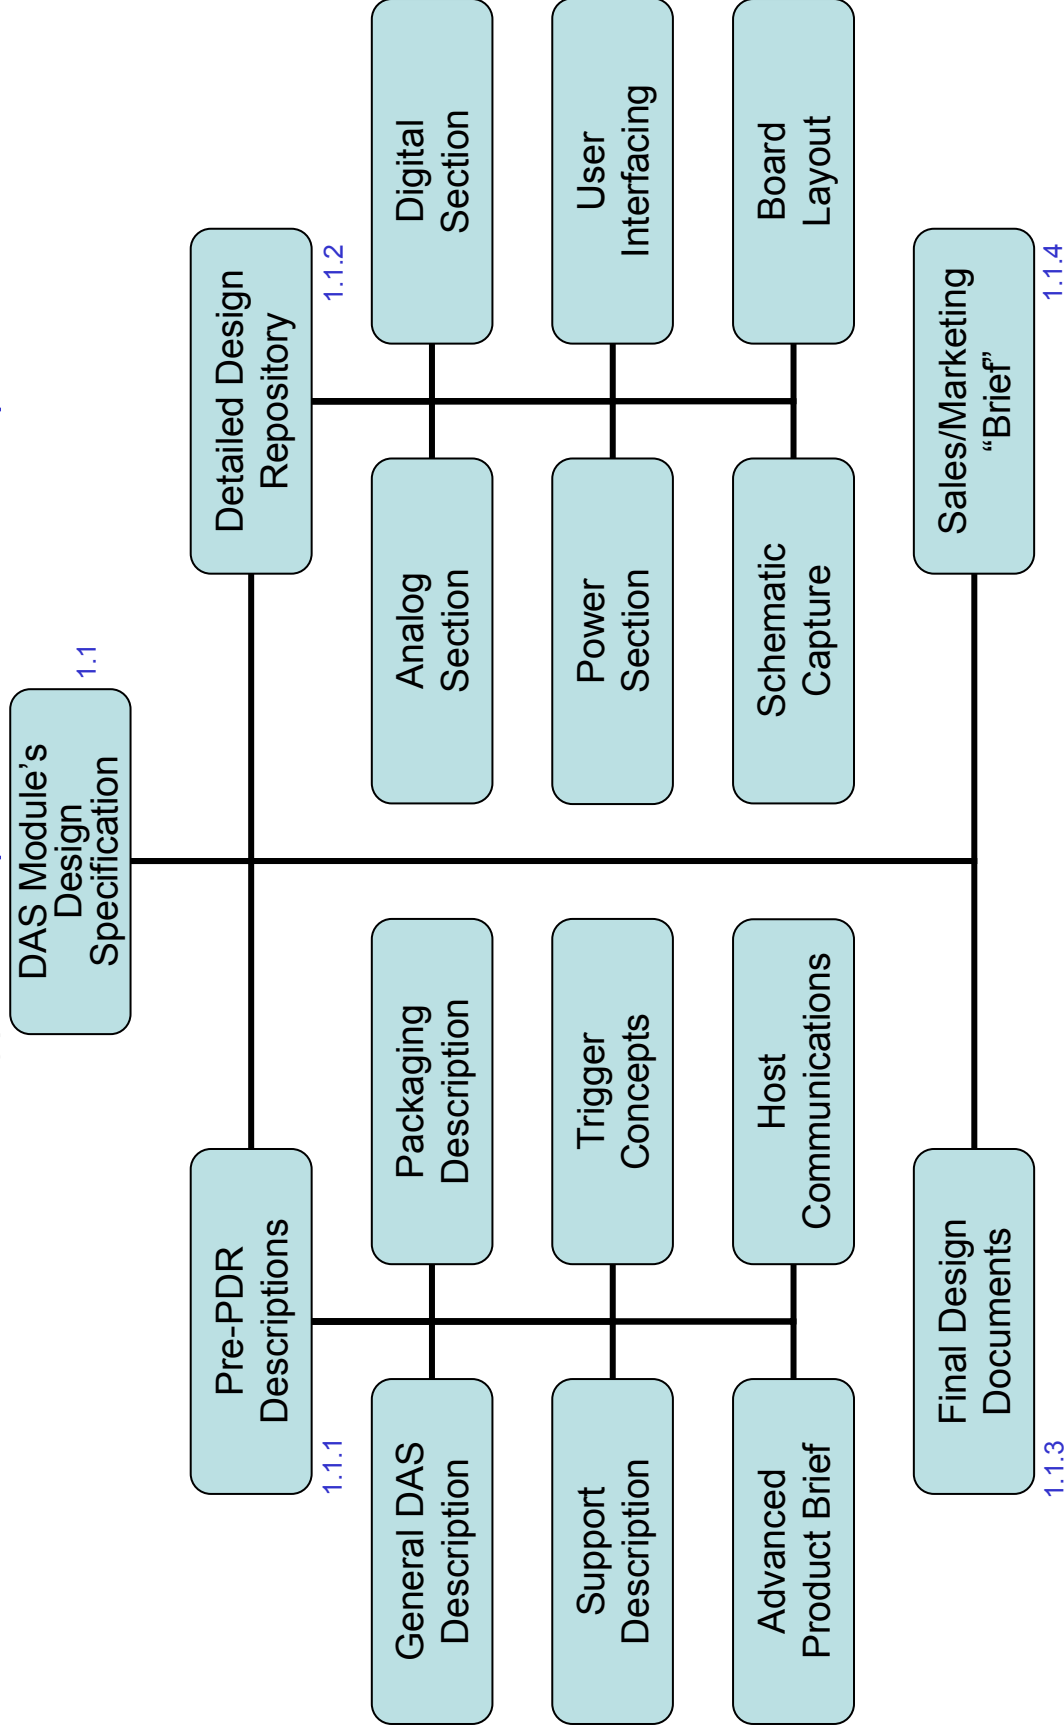 DAS Module’s
Design
Specification
1.1
Pre-PDR
Descriptions
1.1.1
Detailed Design
Repository
1.1.2
General DAS
Description
Packaging
Description
Analog
Section
Digital
Section
Support
Description
Trigger
Concepts
Power
Section
User
Interfacing
Advanced
Product Brief
Host
Communications
Schematic
Capture
Board
Layout
Final Design
Documents
1.1.3
Sales/Marketing
“Brief”
1.1.4